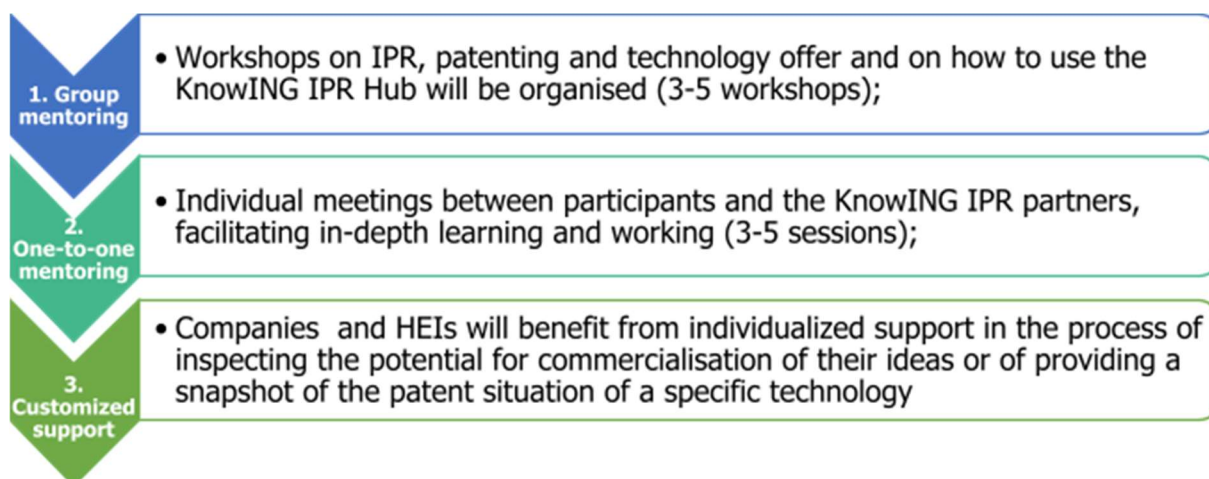 1. Group
mentoring
• Workshops on IPR, patenting and technology offer and on how to use the
KnowING IPR Hub will be organised (3-5 workshops);
2.
One-to-one
mentoring
• Individual meetings between participants and the KnowING IPR partners,
facilitating in-depth learning and working (3-5 sessions);
3.
Customized
support
• Companies  and HEIs will benefit from individualized support in the process of
inspecting the potential for commercialisation of their ideas or of providing a
snapshot of the patent situation of a specific technology